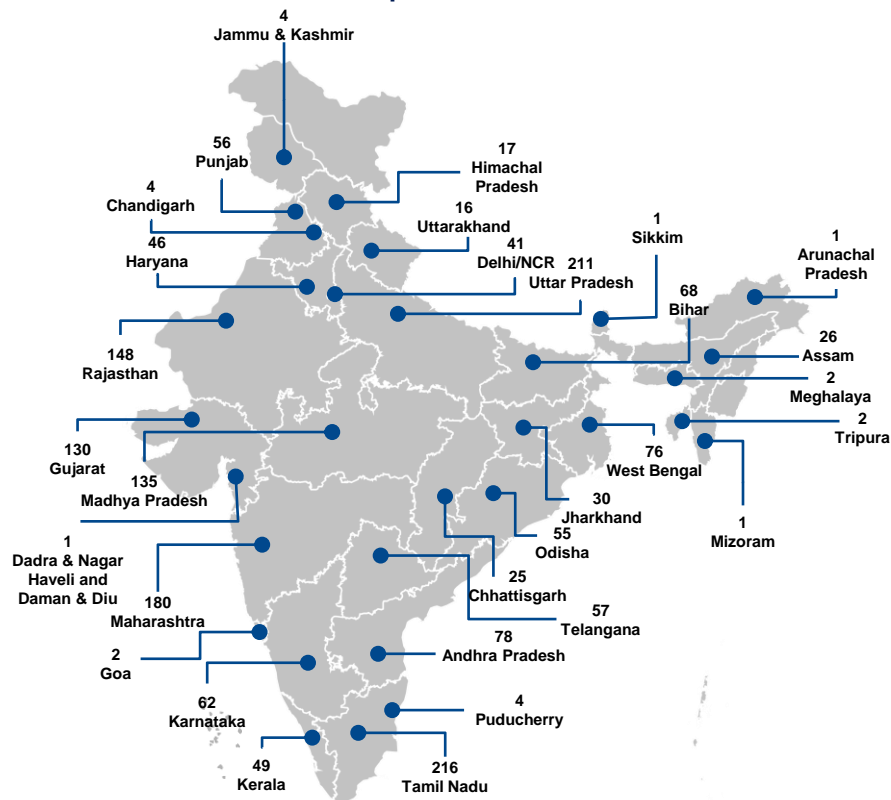 4
Jammu & Kashmir
56
Punjab
17
Himachal
Pradesh
4
Chandigarh
16
Uttarakhand
46
Haryana
41
Delhi/NCR
211
Uttar Pradesh
1
Sikkim
1
Arunachal
Pradesh
68
Bihar
26
Assam
148
Rajasthan
2
Meghalaya
2
Tripura
130
Gujarat
135
Madhya Pradesh
76
West Bengal
30
Jharkhand
1
Mizoram
55
Odisha
1
Dadra & Nagar
Haveli and
Daman & Diu
25
Chhattisgarh
180
Maharashtra
57
Telangana
78
Andhra Pradesh
2
Goa
62
Karnataka
4
Puducherry
49
Kerala
216
Tamil Nadu